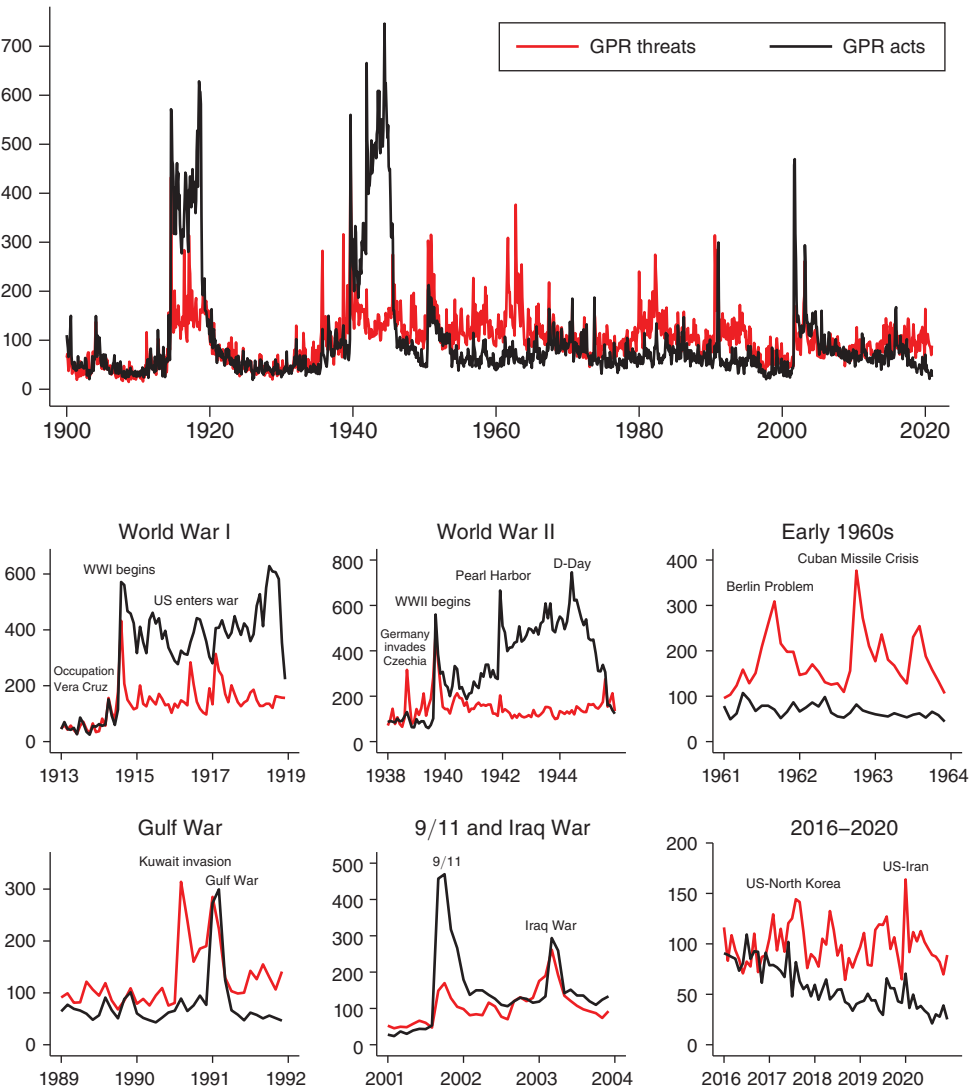 GPR threats GPR acts
700
600
500
400
300
200
100
0
1900 1920 1940 1960 1980 2000 2020
World War I World War II Early 1960s
600
400
200
0
WWI begins
US enters war
Occupation
Vera Cruz
1913 1915 1917 1919
800
600
400
200
0
D-Day
Pearl Harbor
WWII begins
Germany
invades
Czechia
1938 1940 1942 1944
400
300
200
100
0
Cuban Missile Crisis
Berlin Problem
1961 1962 1963 1964
Gulf War 9/11 and Iraq War 2016–2020
300
200
100
0
Kuwait invasion
Gulf War
1989 1990 1991 1992
500
400
300
200
100
0
9/11
Iraq War
2001 2002 2003 2004
200
150
100
50
0
US-Iran
US-North Korea
2016 2017 2018 2019 2020